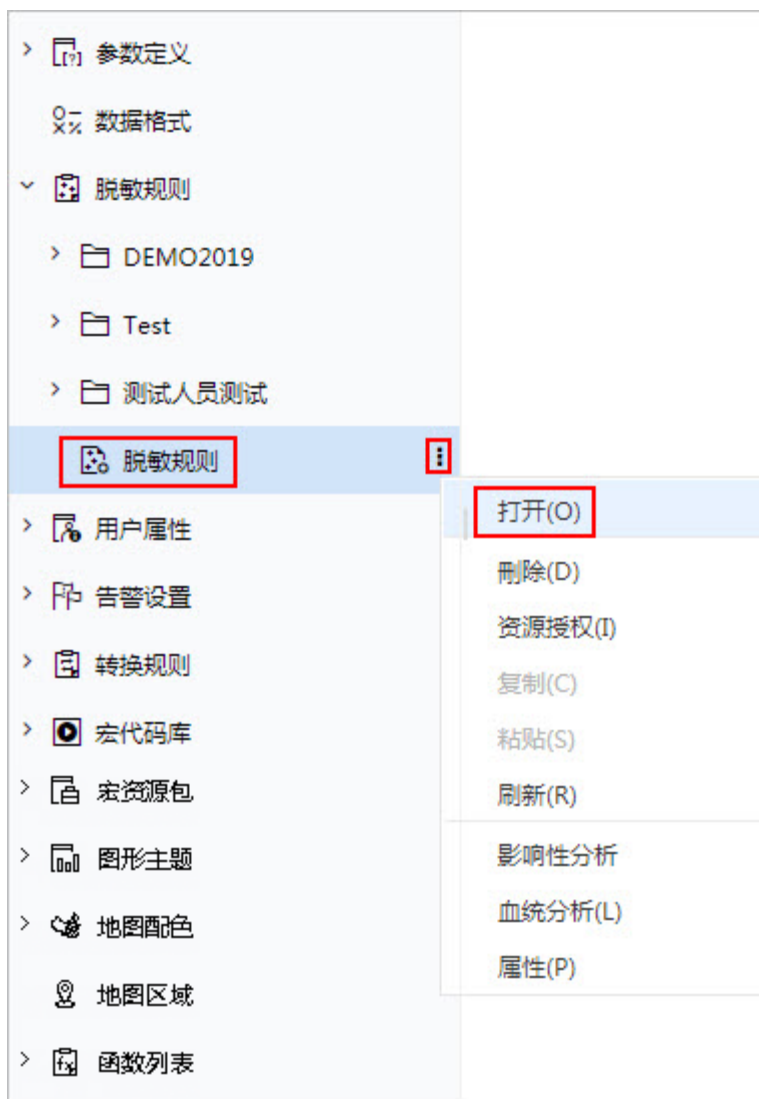 参数定义
数据格式
脱敏规则
DEMO2019
Test
测试人员测试
脱敏规则
打开(O)
用户属性
删除(D)
告警设置
资源授权(I)
转换规则
复制(C)
宏代码库
粘贴(S)
宏资源包
刷新(R)
图形主题
影响性分析
地图配色
血统分析(L)
地图区域
属性(P)
函数列表